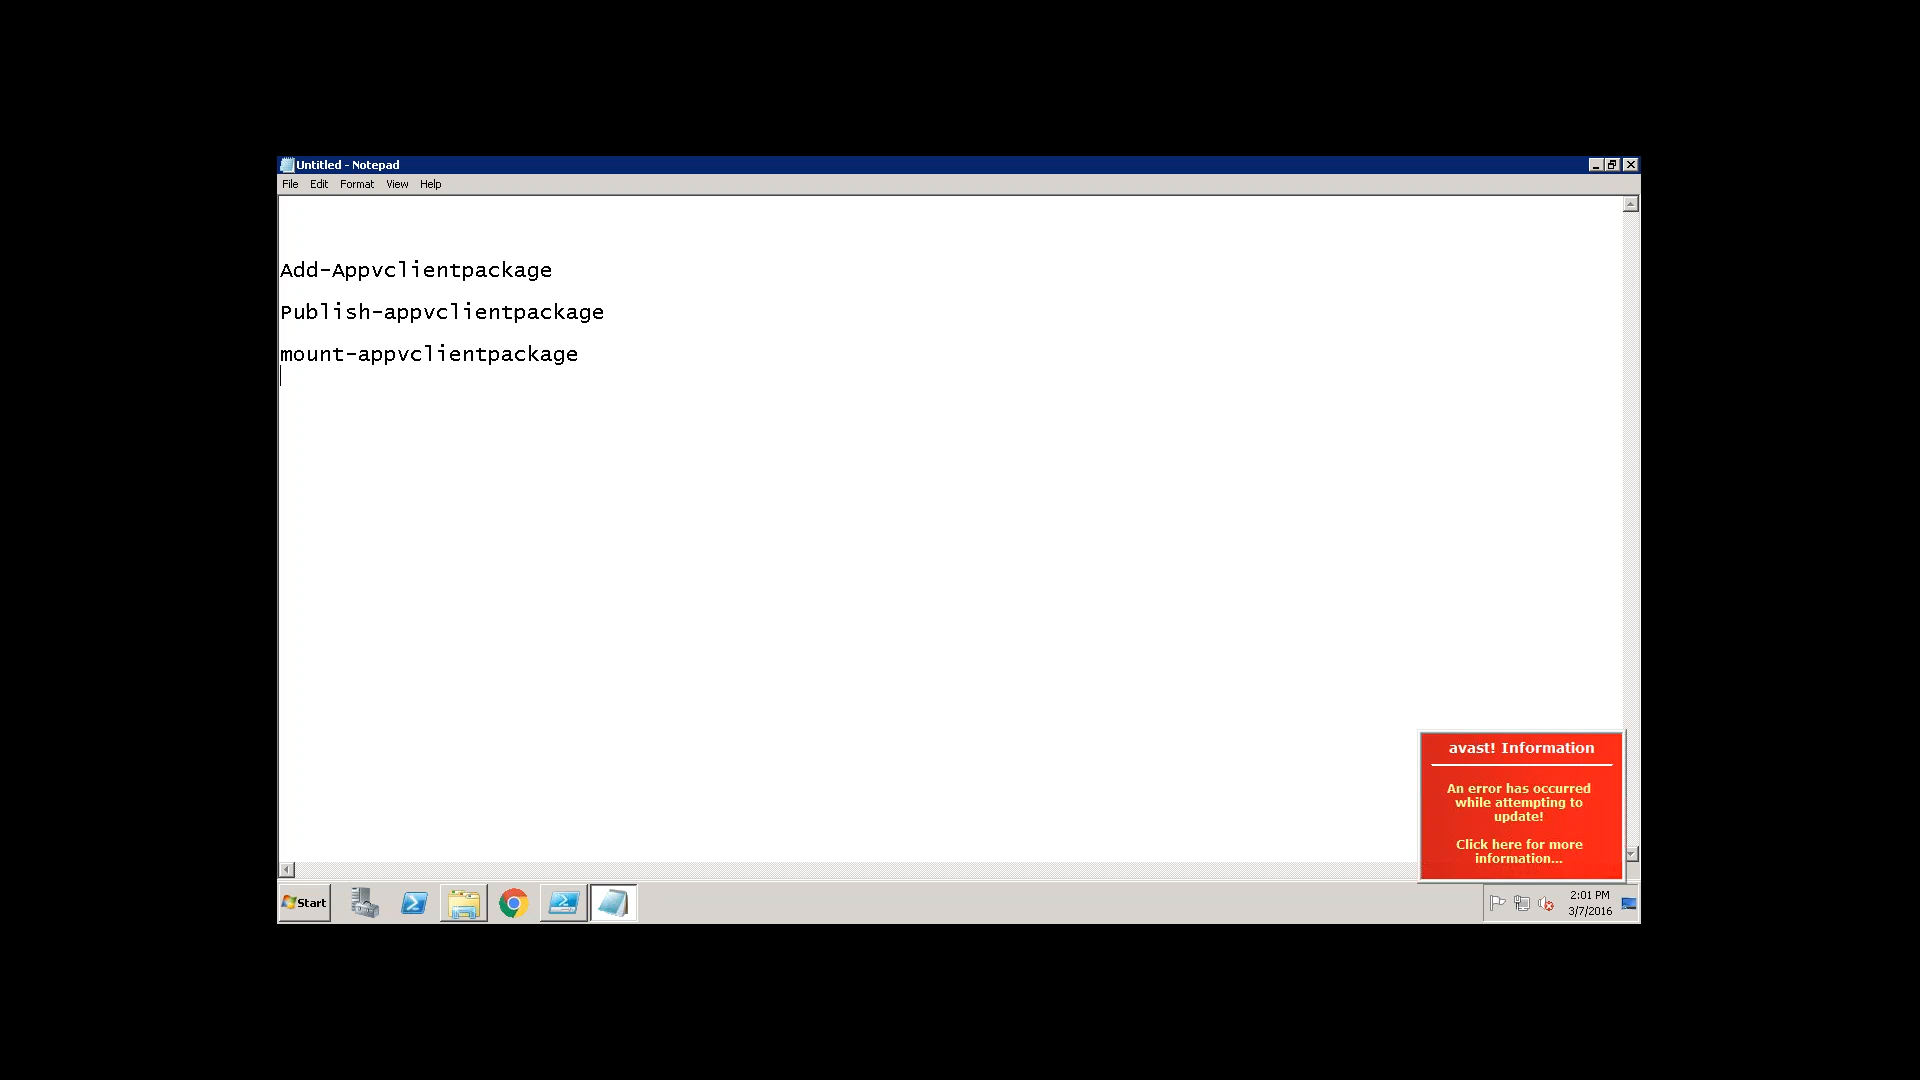 Untitled - Notepad
File Edit Format View Help
Add-Appvclientpackage
Publish-appvclientpackage
mount-appvclientpackage
avast! Information
An error has occurred
while attempting to
update!
Click here for more
information...
Start
2:01 PM
3/7/2016